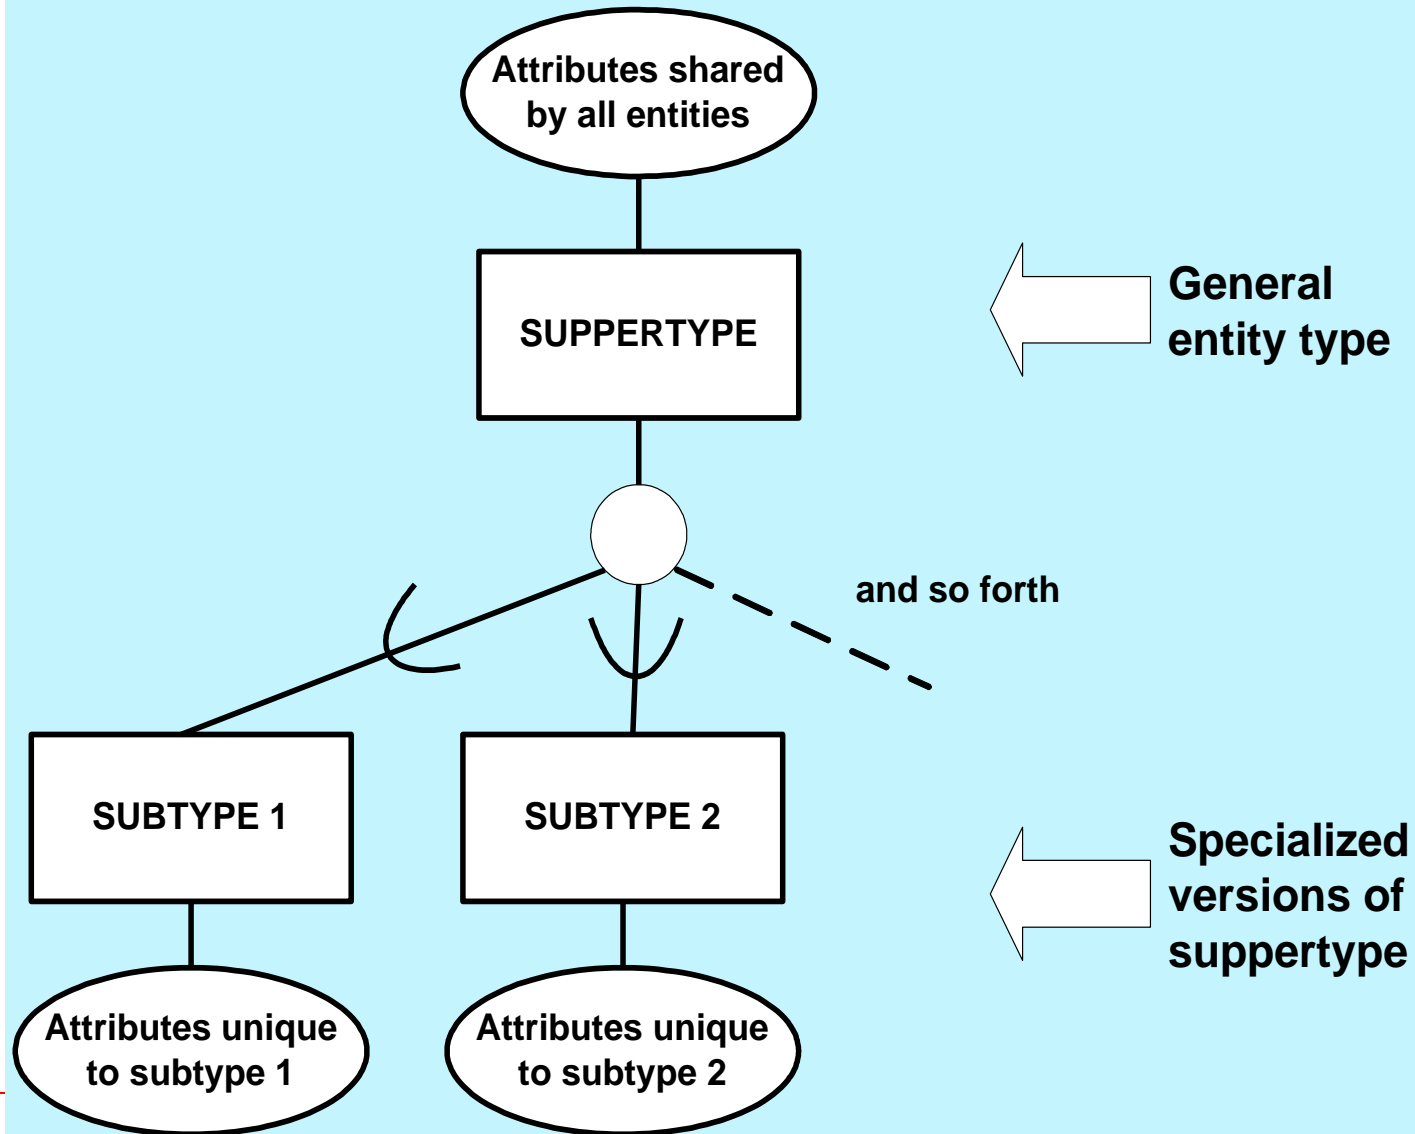 Attributes shared
by all entities
SUPPERTYPE
General
entity type
and so forth
SUBTYPE 1
SUBTYPE 2
Specialized
versions of
suppertype
Attributes unique
to subtype 1
Attributes unique
to subtype 2